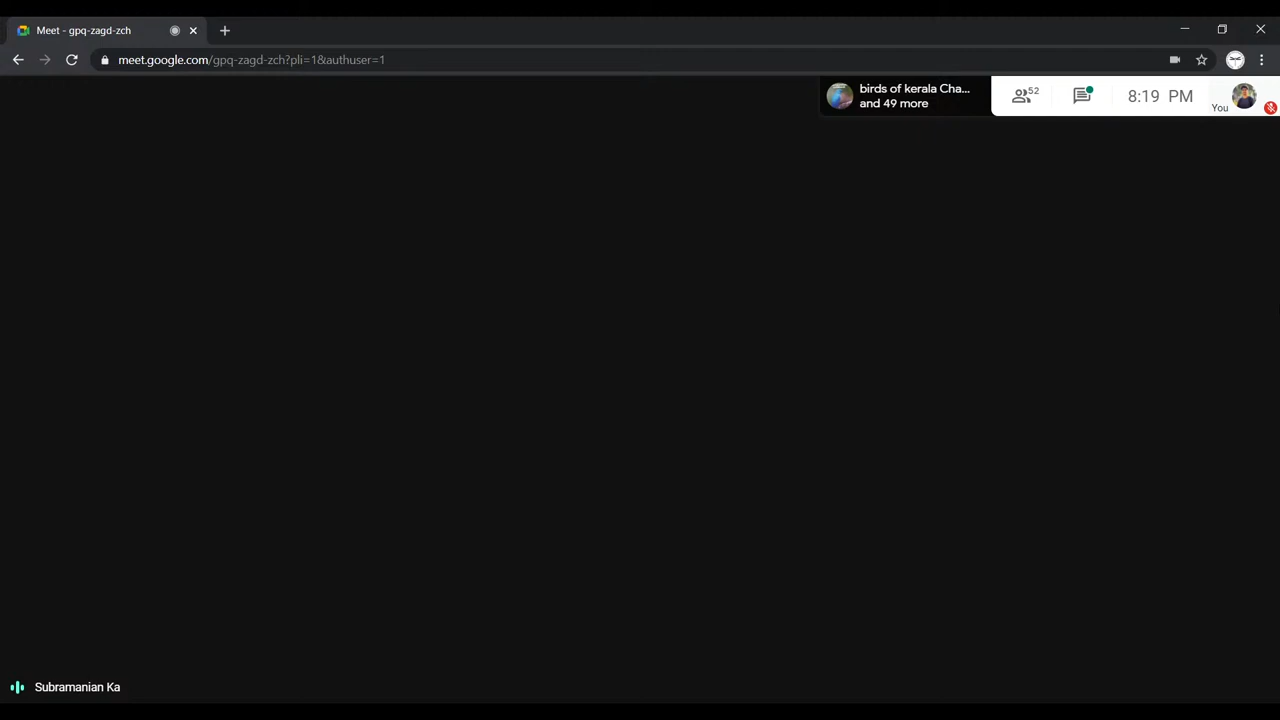 Meet - gpq-zagd-zch
meet.google.com/gpq-zagd-zch?pli=1&authuser=1
birds of kerala Cha...
and 49 more
52
8:19 PM
You
Subramanian Ka